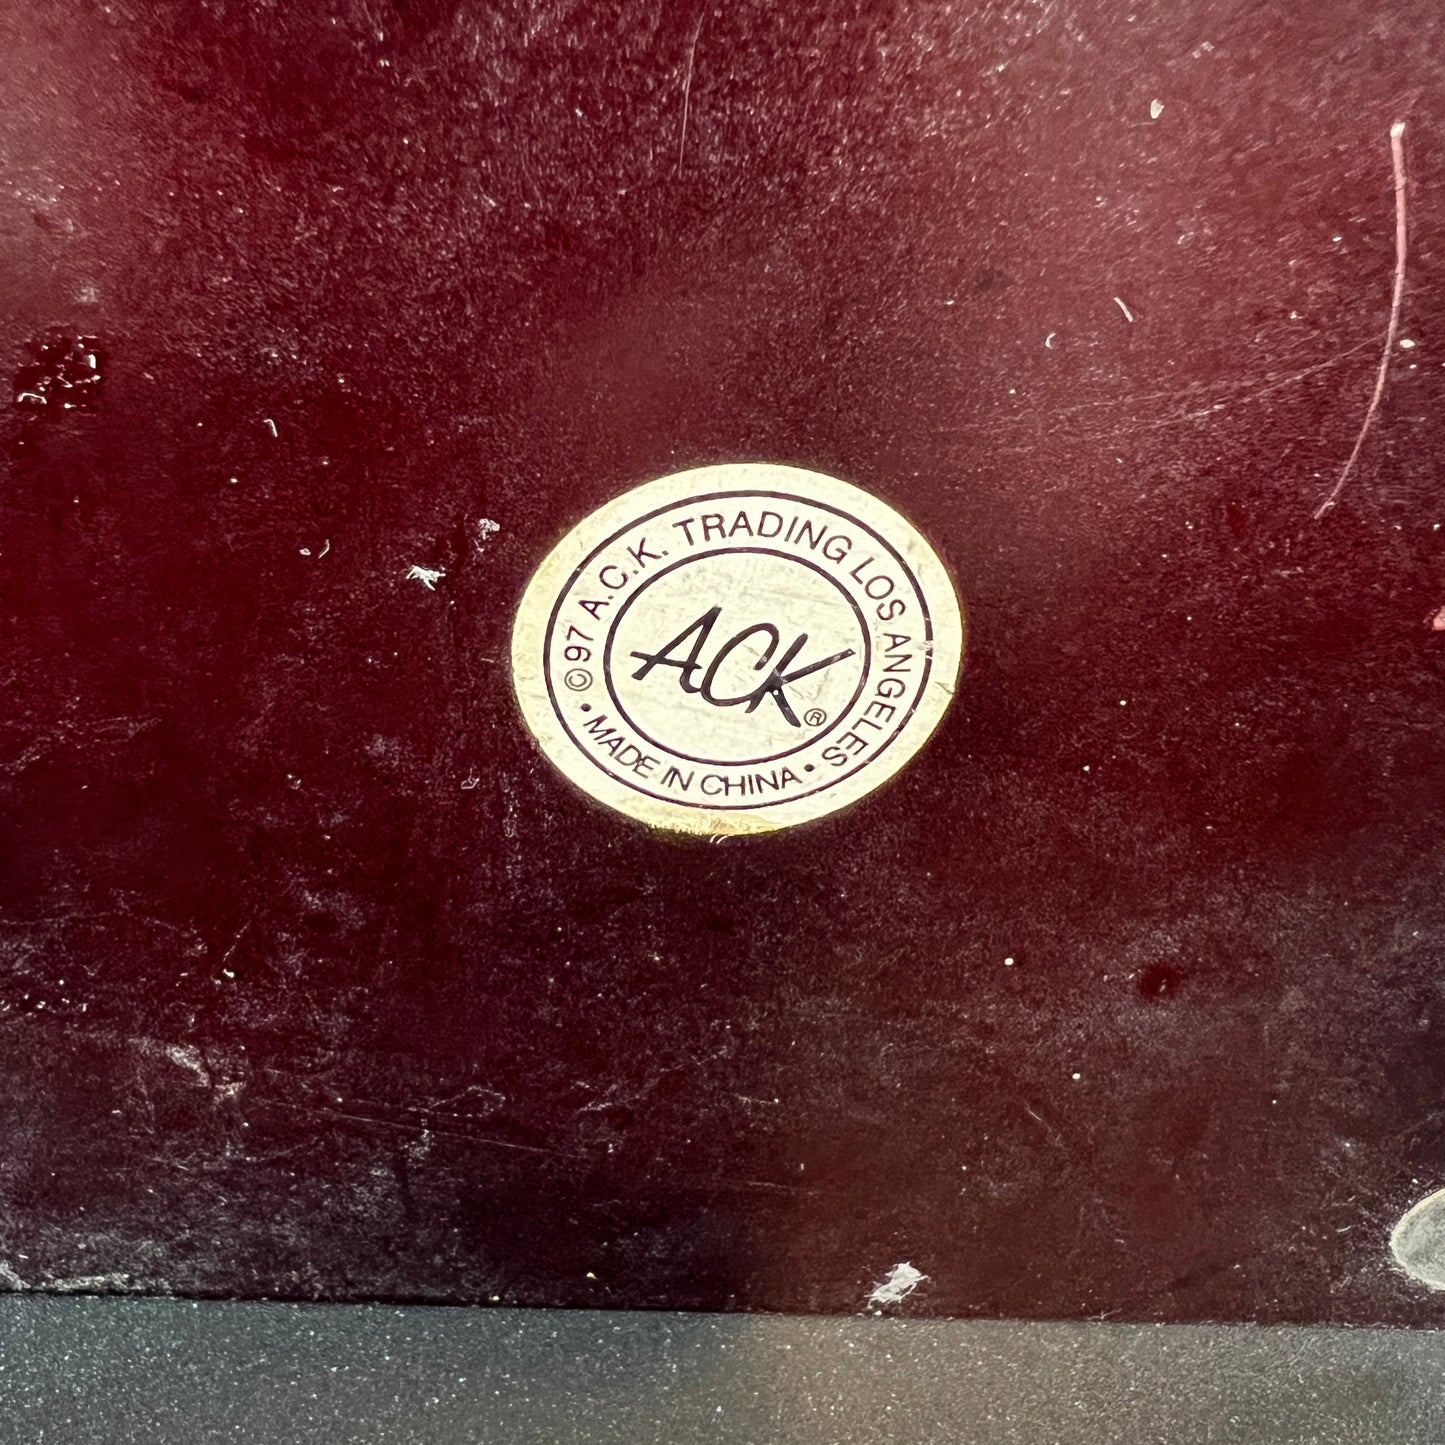 ©97 A.C.K. TRADING LOS ANGELES
ACK®
• MADE IN CHINA •